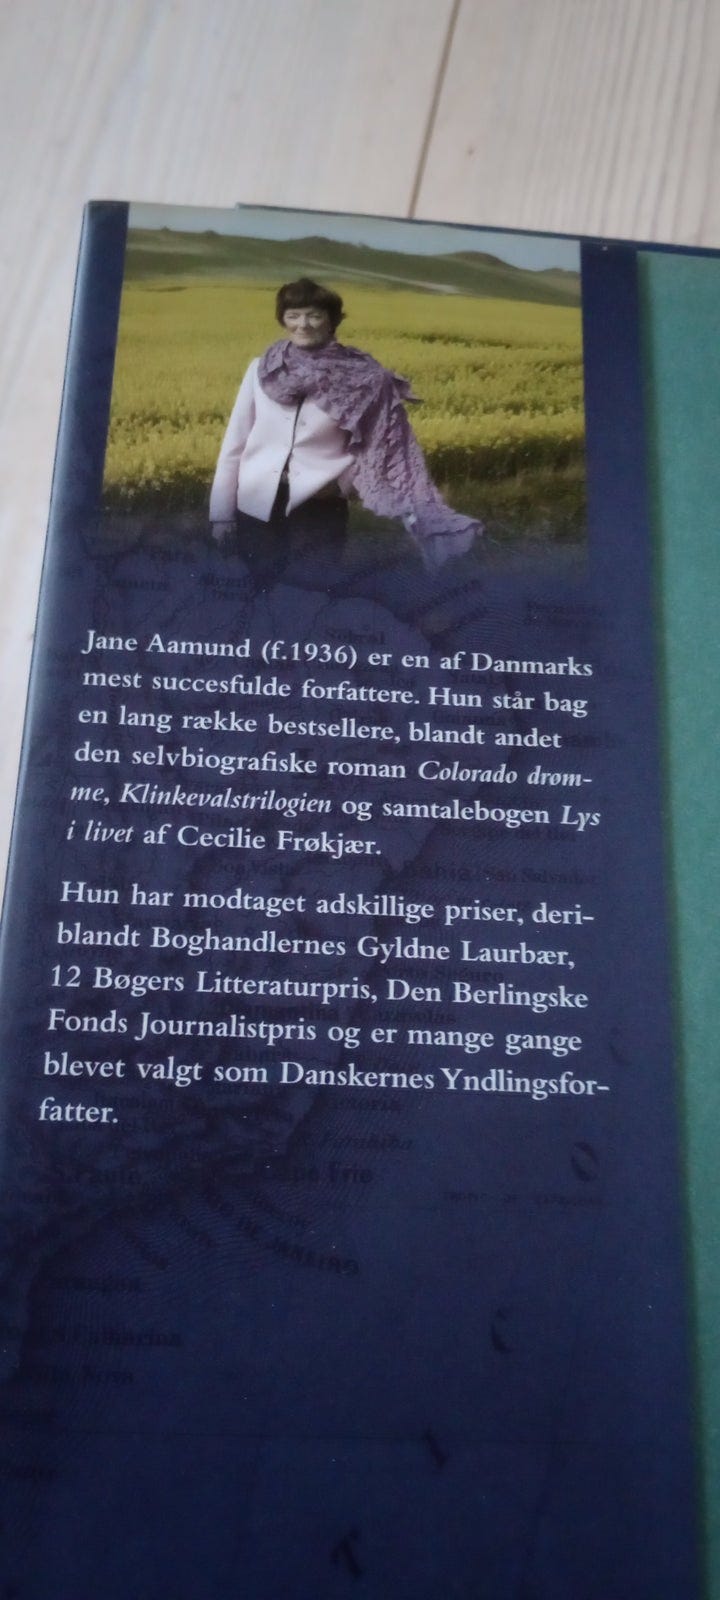 Jane Aamund (f.1936) er en af Danmarks
mest succesfulde forfattere. Hun står bag
en lang række bestsellere, blandt andet
den selvbiografiske roman Colorado drøm-
me, Klinkevalstrilogien og samtalebogen Lys
i livet af Cecilie Frøkjær.
Hun har modtaget adskillige priser, deri-
blandt Boghandlernes Gyldne Laurbær,
12 Bøgers Litteraturpris, Den Berlingske
Fonds Journalistpris og er mange gange
blevet valgt som Danskernes Yndlingsfor-
fatter.